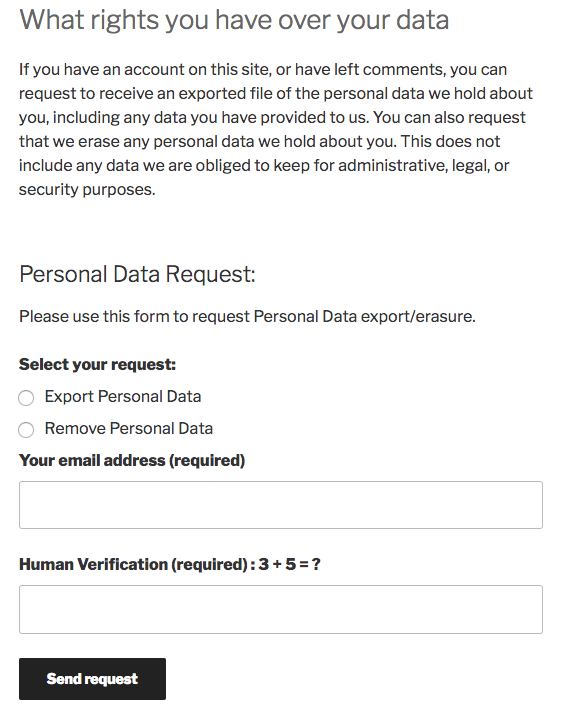 What rights you have over your data
If you have an account on this site, or have left comments, you can
request to receive an exported file of the personal data we hold about
you, including any data you have provided to us. You can also request
that we erase any personal data we hold about you. This does not
include any data we are obliged to keep for administrative, legal, or
security purposes.
Personal Data Request:
Please use this form to request Personal Data export/erasure.
Select your request:
Export Personal Data
Remove Personal Data
Your email address (required)
Human Verification (required) : 3 + 5 = ?
Send request